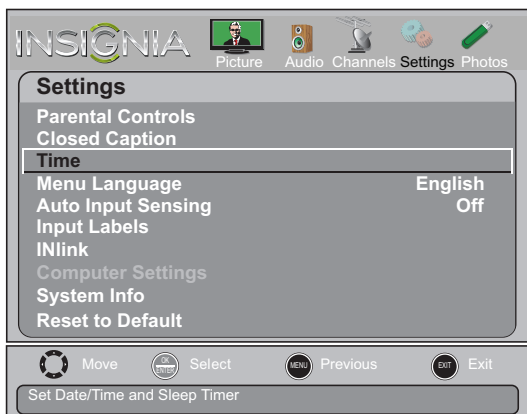 INSIGNIA
Picture Audio Channels Settings Photos
Settings
Parental Controls
Closed Caption
Time
Menu Language English
Auto Input Sensing Off
Input Labels
INlink
Computer Settings
System Info
Reset to Default
Move OK ENTER Select MENU Previous EXIT Exit
Set Date/Time and Sleep Timer